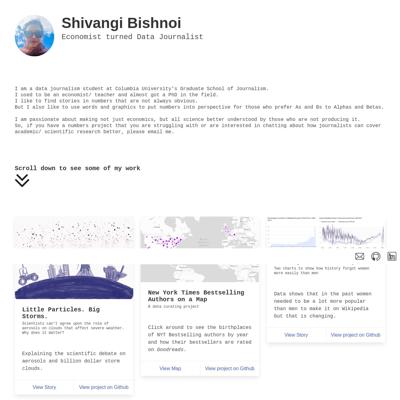 Shivangi Bishnoi
Economist turned Data Journalist
I am a data journalism student at Columbia University's Graduate School of Journalism.
I used to be an economist/ teacher and almost got a PhD in the field.
I like to find stories in numbers that are not always obvious.
But I also like to use words and graphics to put numbers into perspective for those who prefer As and Bs to Alphas and Betas.
I am passionate about making not just economics, but all science better understood by those who are not producing it.
So, if you have a numbers project that you are struggling with or are interested in chatting about how journalists can cover
academic/ scientific research better, please email me.
Scroll down to see some of my work
Little Particles. Big
Storms.
Scientists can't agree upon the role of
aerosols on clouds that affect severe weather.
Why does it matter?
Explaining the scientific debate on
aerosols and billion dollar storm
clouds.
View Story
View project on Github
New York Times Bestselling
Authors on a Map
A data curating project
Click around to see the birthplaces
of NYT Bestselling authors by year
and how their bestsellers are rated
on Goodreads.
View Map
View project on Github
Two charts to show how history forgot women
more easily than men
Data shows that in the past women
needed to be a lot more popular
than men to make it on Wikipedia
but that is changing.
View Story
View project on Github